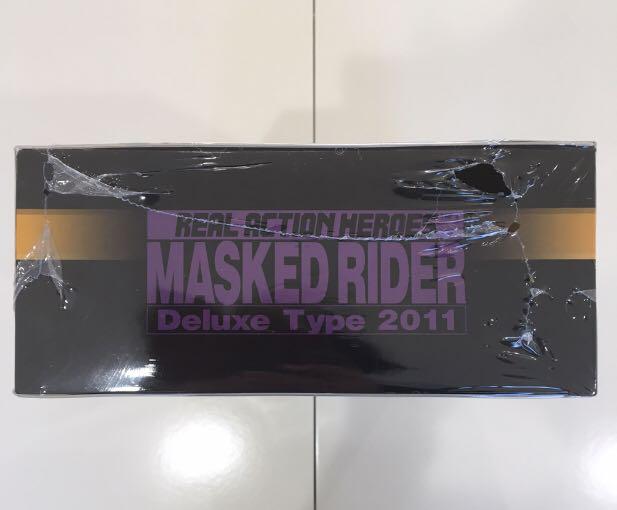 REAL ACTION HEROES
MASKED RIDER
Deluxe Type 2011